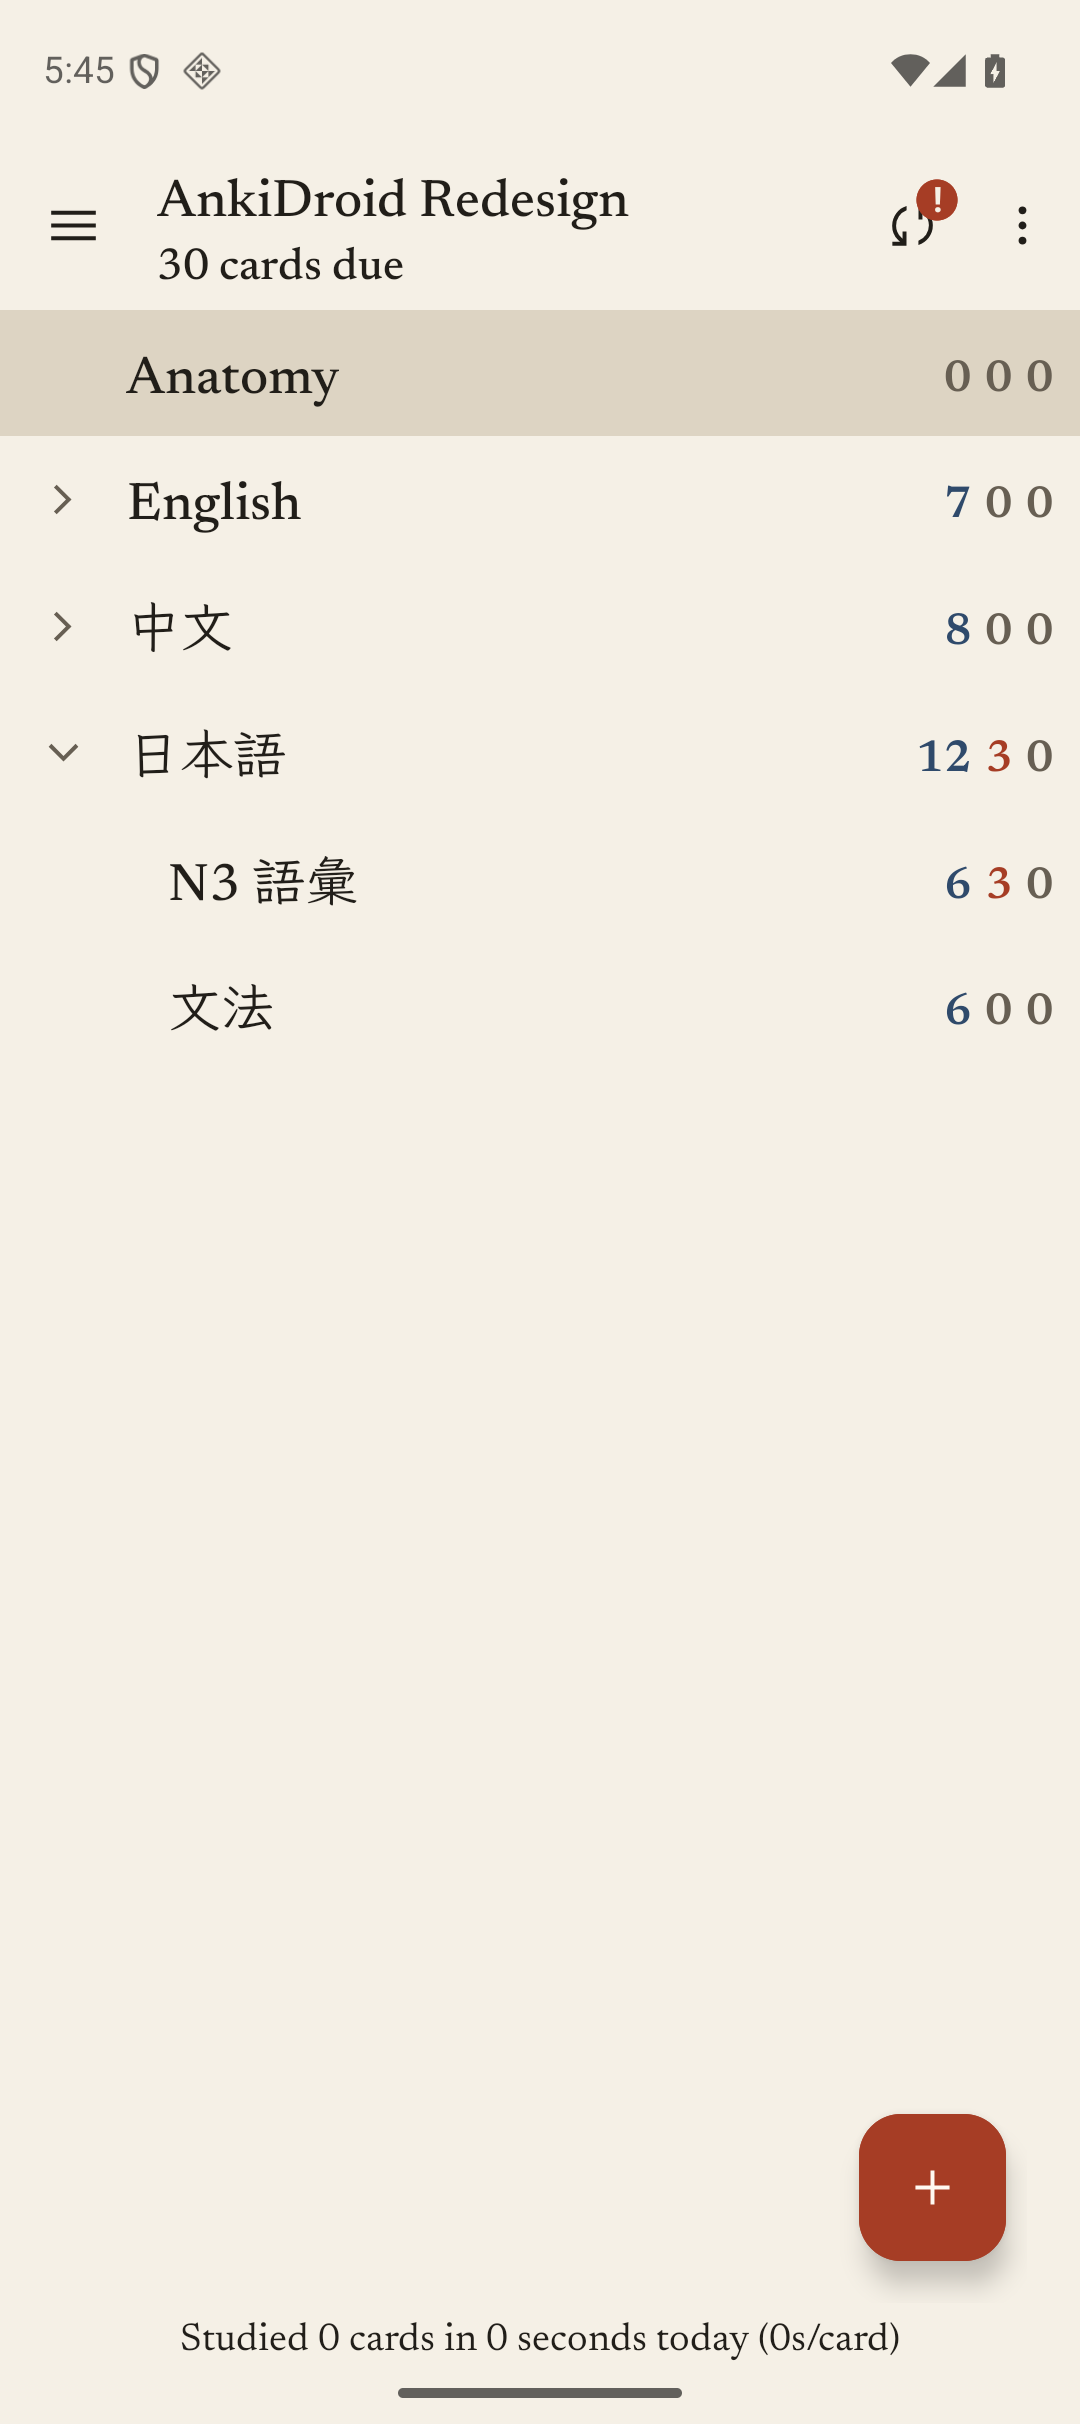 5:45
AnkiDroid Redesign
30 cards due
Anatomy 0 0 0
English 7 0 0
中文 8 0 0
日本語 12 3 0
N3 語彙 6 3 0
文法 6 0 0
Studied 0 cards in 0 seconds today (0s/card)